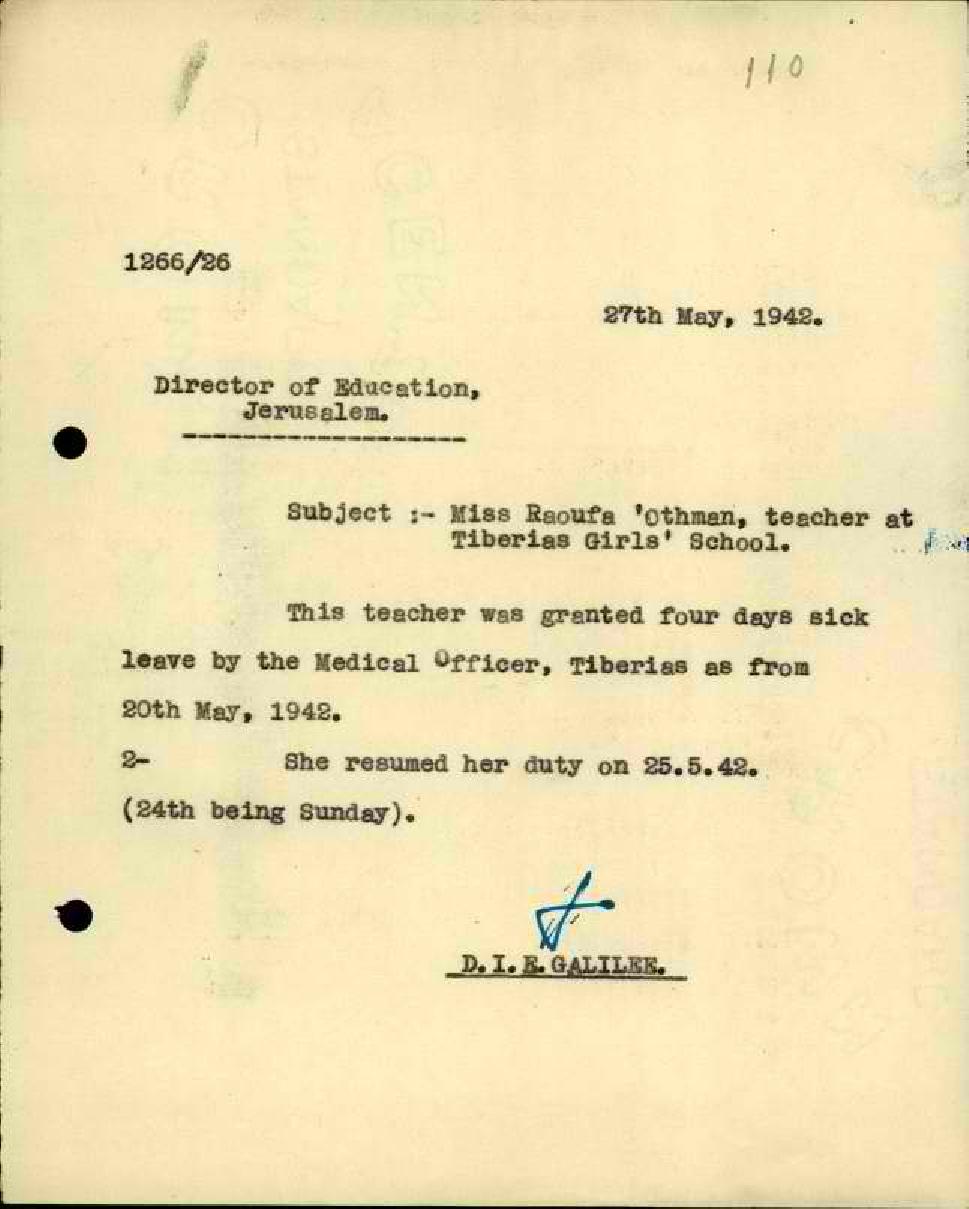 110
1266/26
27th May, 1942.
Director of Education,
Jerusalem.
Subject :- Miss Raoufa 'Othman, teacher at
Tiberias Girls' School.
This teacher was granted four days sick
leave by the Medical Officer, Tiberias as from
20th May, 1942.
2- She resumed her duty on 25.5.42.
(24th being Sunday).
D.I.E.GALILEE.